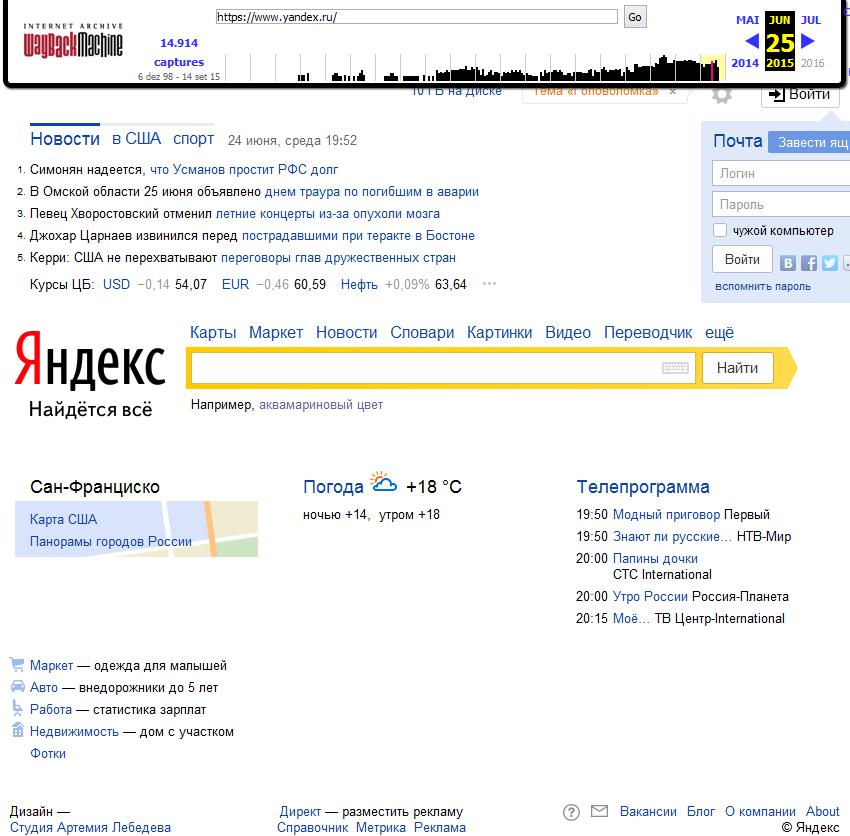 INTERNET ARCHIVE
WayBackMachine
https://www.yandex.ru/ Go
14.914
captures
6 dez 98 - 14 set 15
MAI JUN JUL
25
2014 2015 2016
10 ГБ на Диске Тема «Головоломка» × Войти
Новости в США спорт 24 июня, среда 19:52
1. Симонян надеется, что Усманов простит РФС долг
2. В Омской области 25 июня объявлено днем траура по погибшим в аварии
3. Певец Хворостовский отменил летние концерты из-за опухоли мозга
4. Джохар Царнаев извинился перед пострадавшими при теракте в Бостоне
5. Керри: США не перехватывают переговоры глав дружественных стран
Курсы ЦБ: USD −0,14 54,07 EUR −0,46 60,59 Нефть +0,09% 63,64 ···
Почта Завести ящ
Логин
Пароль
чужой компьютер
Войти
вспомнить пароль
Карты Маркет Новости Словари Картинки Видео Переводчик ещё
Яндекс
Найдётся всё
Найти
Например, аквамариновый цвет
Сан-Франциско
Карта США
Панорамы городов России
Погода +18 °C
ночью +14, утром +18
Телепрограмма
19:50 Модный приговор Первый
19:50 Знают ли русские... НТВ-Мир
20:00 Папины дочки
СТС International
20:00 Утро России Россия-Планета
20:15 Моё... ТВ Центр-International
Маркет — одежда для малышей
Авто — внедорожники до 5 лет
Работа — статистика зарплат
Недвижимость — дом с участком
Фотки
Дизайн —
Студия Артемия Лебедева
Директ — разместить рекламу
Справочник Метрика Реклама
Вакансии Блог О компании About
© Яндекс